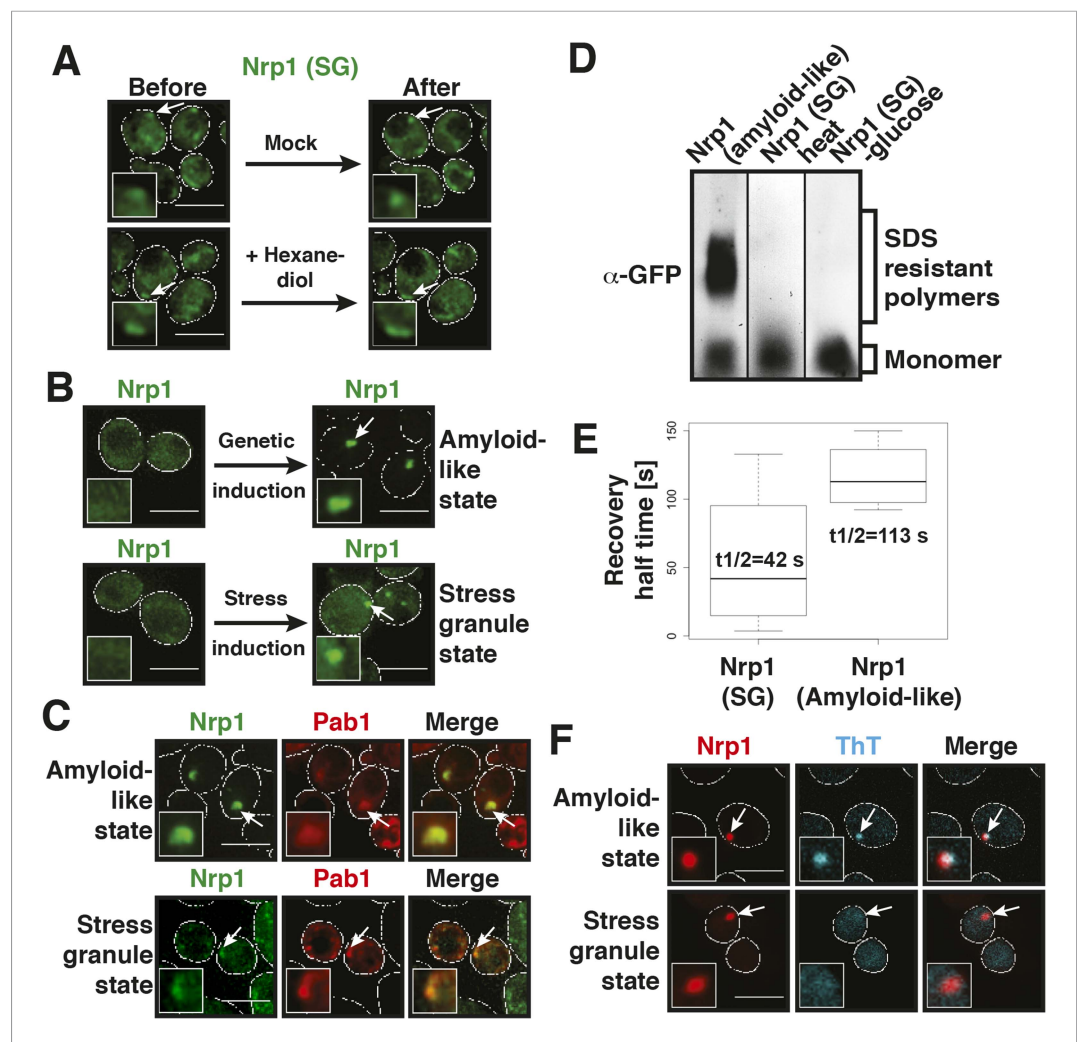 A
Nrp1 (SG)
Before
After
Mock
+ Hexane-
diol
B
Nrp1
Nrp1
Genetic
induction
Amyloid-
like
state
Nrp1
Nrp1
Stress
induction
Stress
granule
state
C
Nrp1
Pab1
Merge
Amyloid-
like
state
Nrp1
Pab1
Merge
Stress
granule
state
D
Nrp1
(amyloid-like)
Nrp1 (SG)
heat
Nrp1 (SG)
-glucose
α-GFP
SDS
resistant
polymers
Monomer
E
Recovery
half time [s]
150
100
50
0
t1/2=42 s
t1/2=113 s
Nrp1
(SG)
Nrp1
(Amyloid-like)
F
Nrp1
ThT
Merge
Amyloid-
like
state
Stress
granule
state